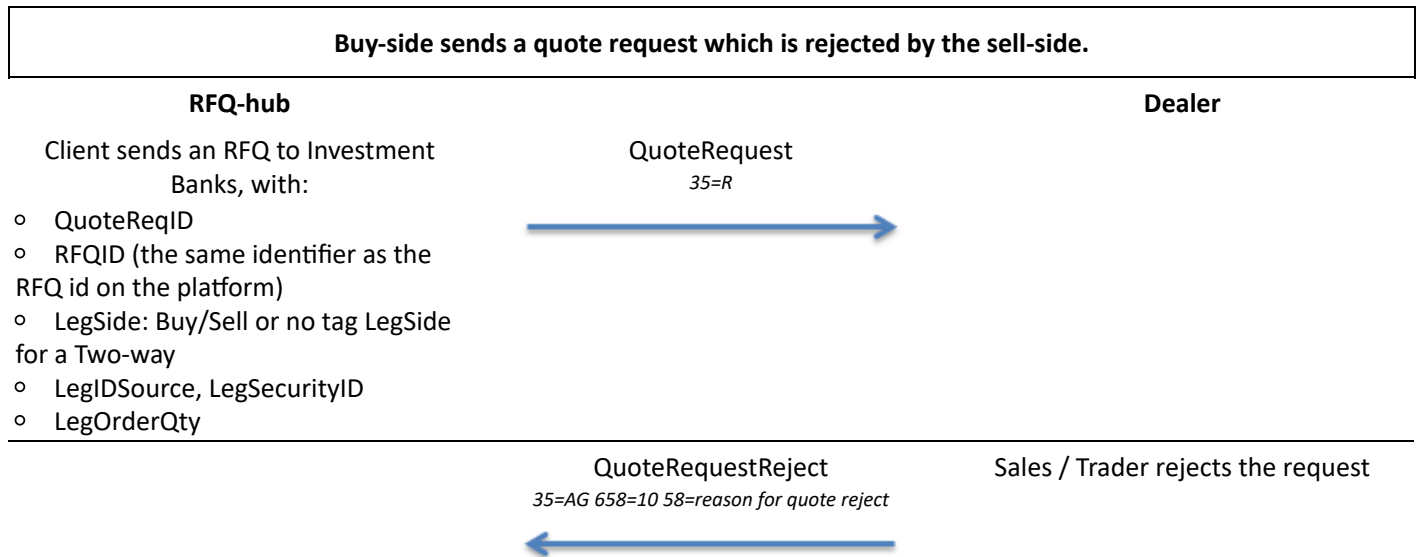 Buy-side sends a quote request which is rejected by the sell-side.
RFQ-hub
Dealer
Client sends an RFQ to Investment
Banks, with:
QuoteRequest
35=R
○ QuoteReqID
○ RFQID (the same identifier as the
RFQ id on the platform)
○ LegSide: Buy/Sell or no tag LegSide
for a Two-way
○ LegIDSource, LegSecurityID
○ LegOrderQty
QuoteRequestReject
35=AG 658=10 58=reason for quote reject
Sales / Trader rejects the request